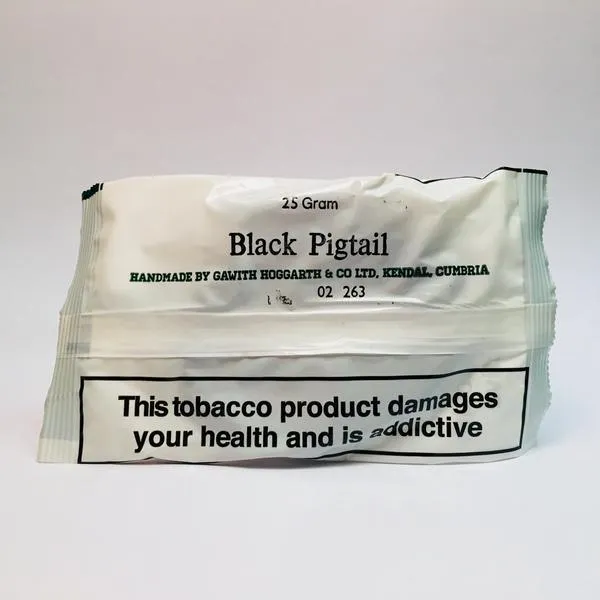 25 Gram
Black Pigtail
HANDMADE BY GAWITH HOGGARTH & CO LTD, KENDAL, CUMBRIA
02 263
This tobacco product damages
your health and is addictive